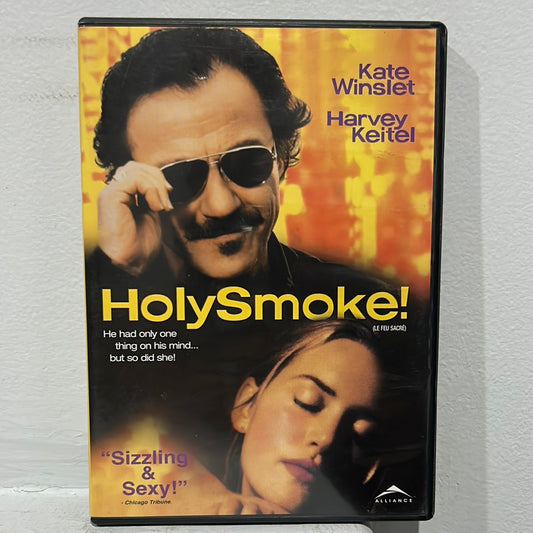 Kate
Winslet
Harvey
Keitel
HolySmoke!
(LE FEU SACRÉ)
He had only one
thing on his mind...
but so did she!
"Sizzling
&
Sexy!"
- Chicago Tribune.
ALLIANCE